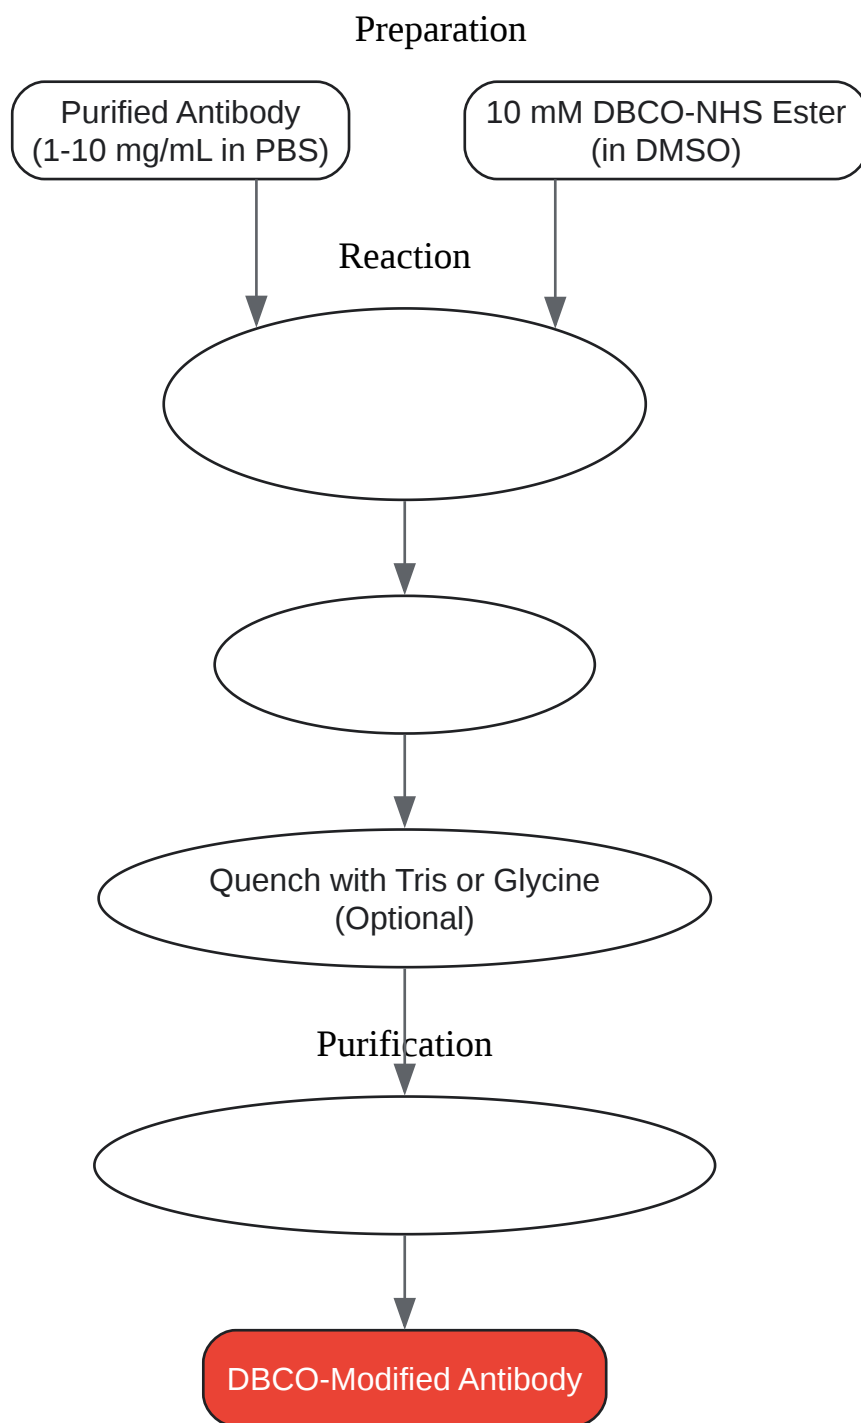 Preparation
Purified Antibody
(1-10 mg/mL in PBS)
10 mM DBCO-NHS Ester
(in DMSO)
Reaction
Quench with Tris or Glycine
(Optional)
Purification
DBCO-Modified Antibody